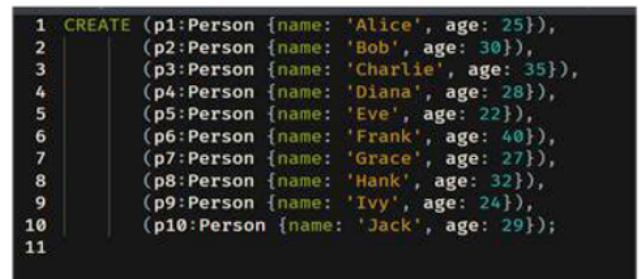 1 CREATE (p1:Person {name: 'Alice', age: 25}),
2 (p2:Person {name: 'Bob', age: 30}),
3 (p3:Person {name: 'Charlie', age: 35}),
4 (p4:Person {name: 'Diana', age: 28}),
5 (p5:Person {name: 'Eve', age: 22}),
6 (p6:Person {name: 'Frank', age: 40}),
7 (p7:Person {name: 'Grace', age: 27}),
8 (p8:Person {name: 'Hank', age: 32}),
9 (p9:Person {name: 'Ivy', age: 24}),
10 (p10:Person {name: 'Jack', age: 29});
11